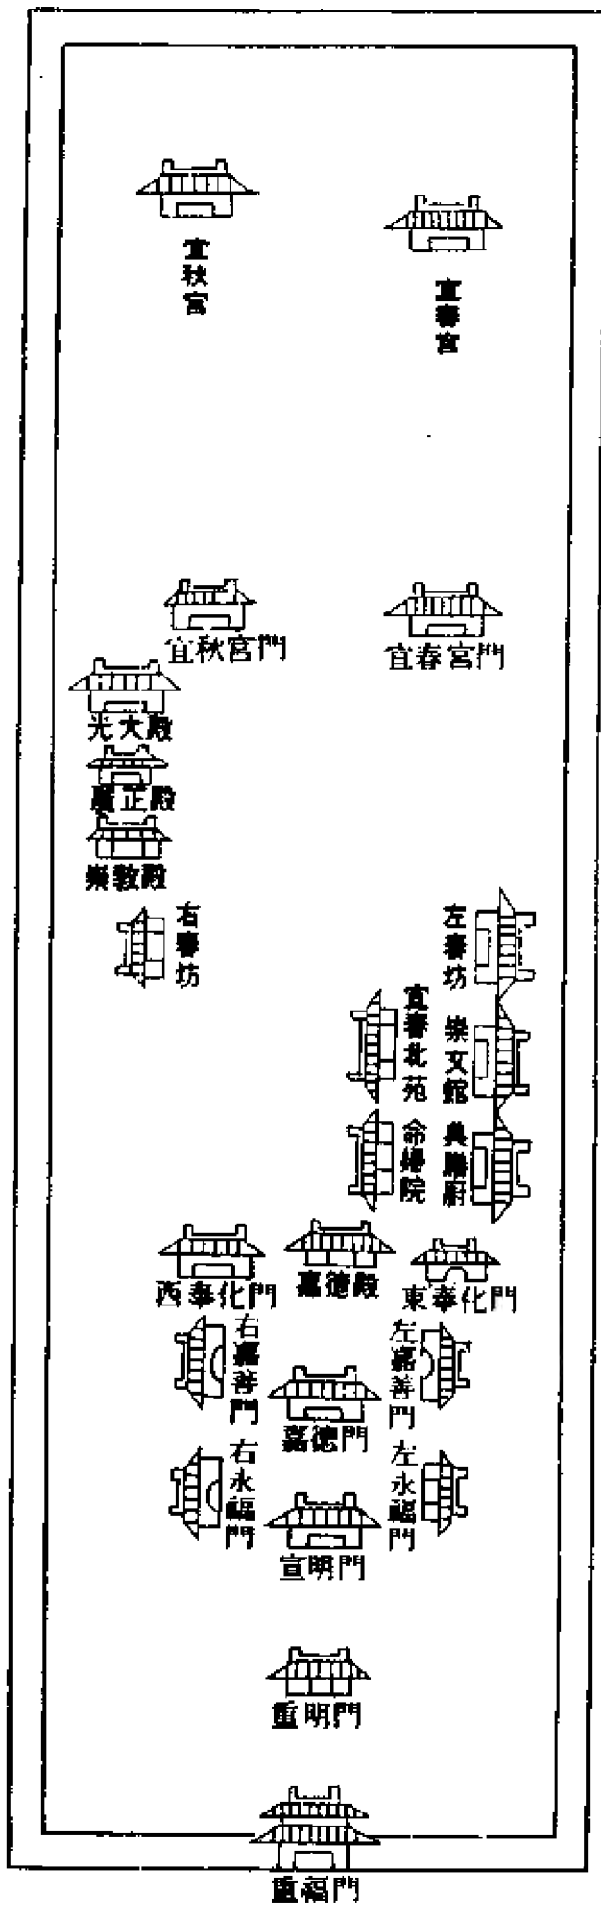 宜秋宮
宜春宮
宜秋宮門
宜春宮門
光大殿
麗正殿
崇教殿
右春坊
左春坊
宜春北苑
崇文館
命婦院
典膳廚
西奉化門
嘉德殿
東奉化門
右嘉善門
左嘉善門
嘉德門
右永福門
左永福門
宣明門
重明門
重福門